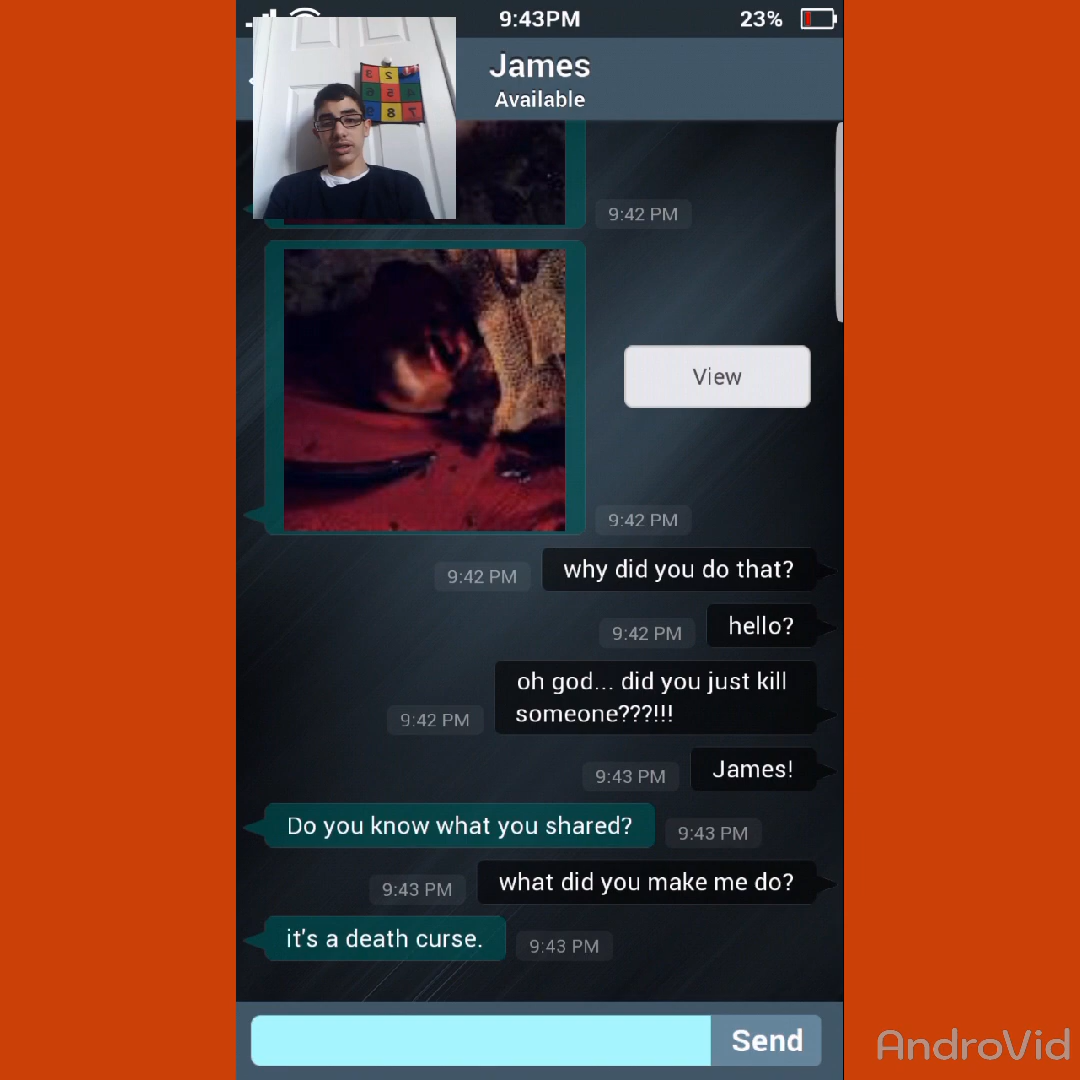 9:43PM
23%
James
Available
9:42 PM
View
9:42 PM
why did you do that?
9:42 PM
hello?
9:42 PM
oh god... did you just kill
someone???!!!
9:42 PM
James!
9:43 PM
Do you know what you shared?
9:43 PM
what did you make me do?
9:43 PM
it's a death curse.
9:43 PM
Send
AndroVid